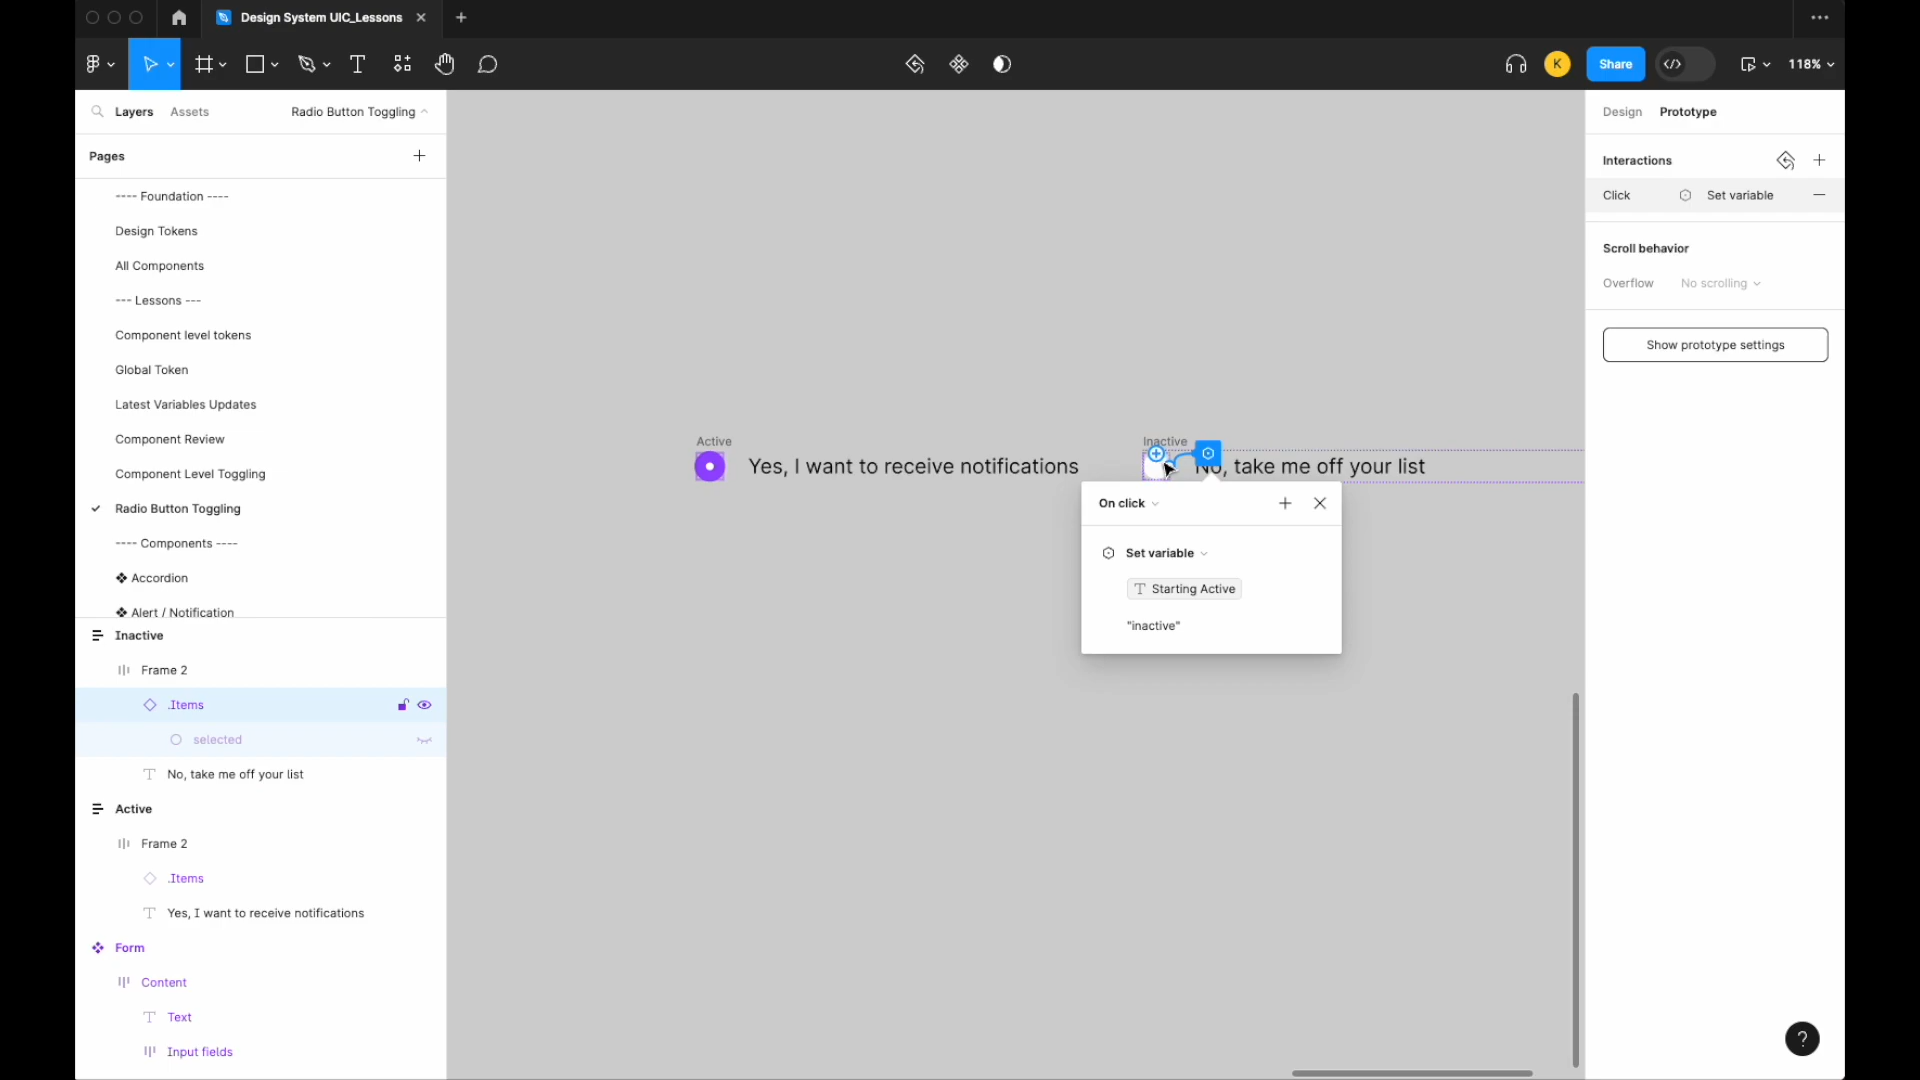 Design System UIC_Lessons
K
Share
118%
Layers
Assets
Radio Button Toggling
Pages
---- Foundation ----
Design Tokens
All Components
--- Lessons ---
Component level tokens
Global Token
Latest Variables Updates
Component Review
Component Level Toggling
Radio Button Toggling
---- Components ----
Accordion
Alert / Notification
Inactive
Frame 2
.Items
selected
No, take me off your list
Active
Frame 2
.Items
Yes, I want to receive notifications
Form
Content
Text
Input fields
Active
Yes, I want to receive notifications
Inactive
No, take me off your list
On click
Set variable
Starting Active
"inactive"
Design
Prototype
Interactions
Click
Set variable
Scroll behavior
Overflow
No scrolling
Show prototype settings
?